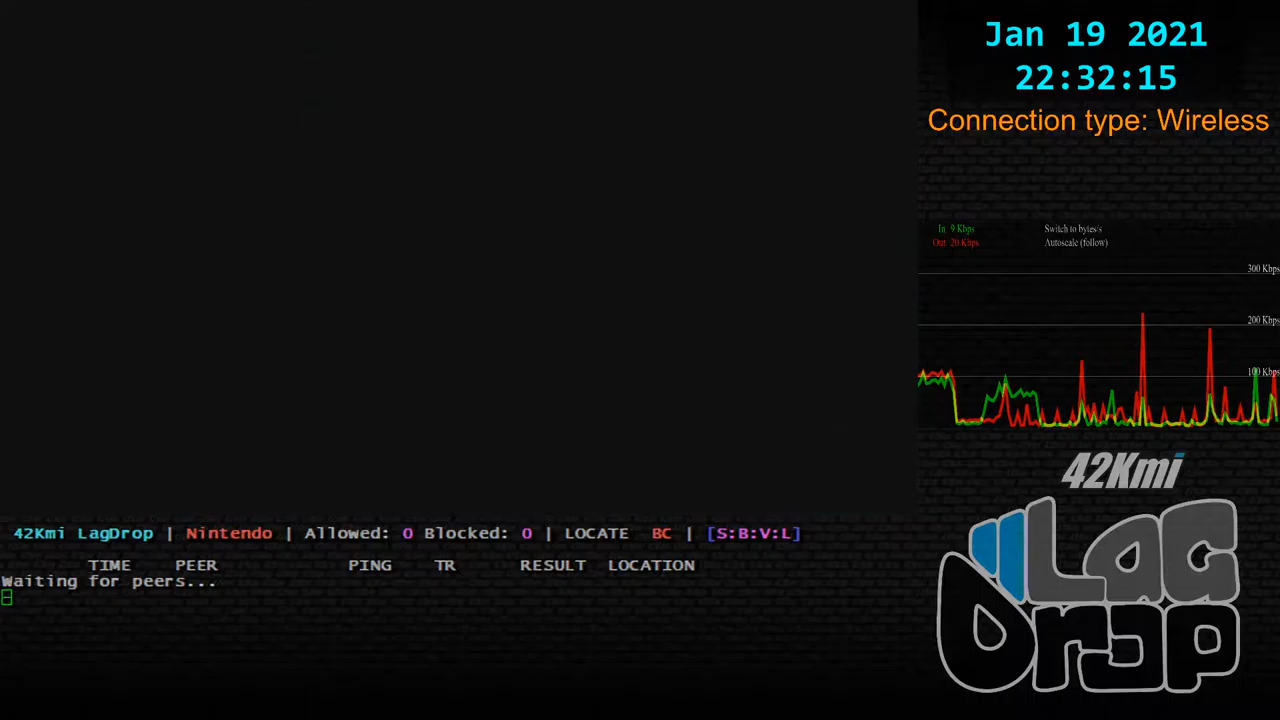 Jan 19 2021
22:32:15
Connection type: Wireless
In 9 Kbps
Switch to bytes/s
Out 20 Kbps
Autoscale (follow)
300 Kbps
200 Kbps
100 Kbps
42Kmi
LAG
Drop
42Kmi LagDrop | Nintendo | Allowed: 0 Blocked: 0 | LOCATE BC | [S:B:V:L]
TIME PEER PING TR RESULT LOCATION
Waiting for peers...